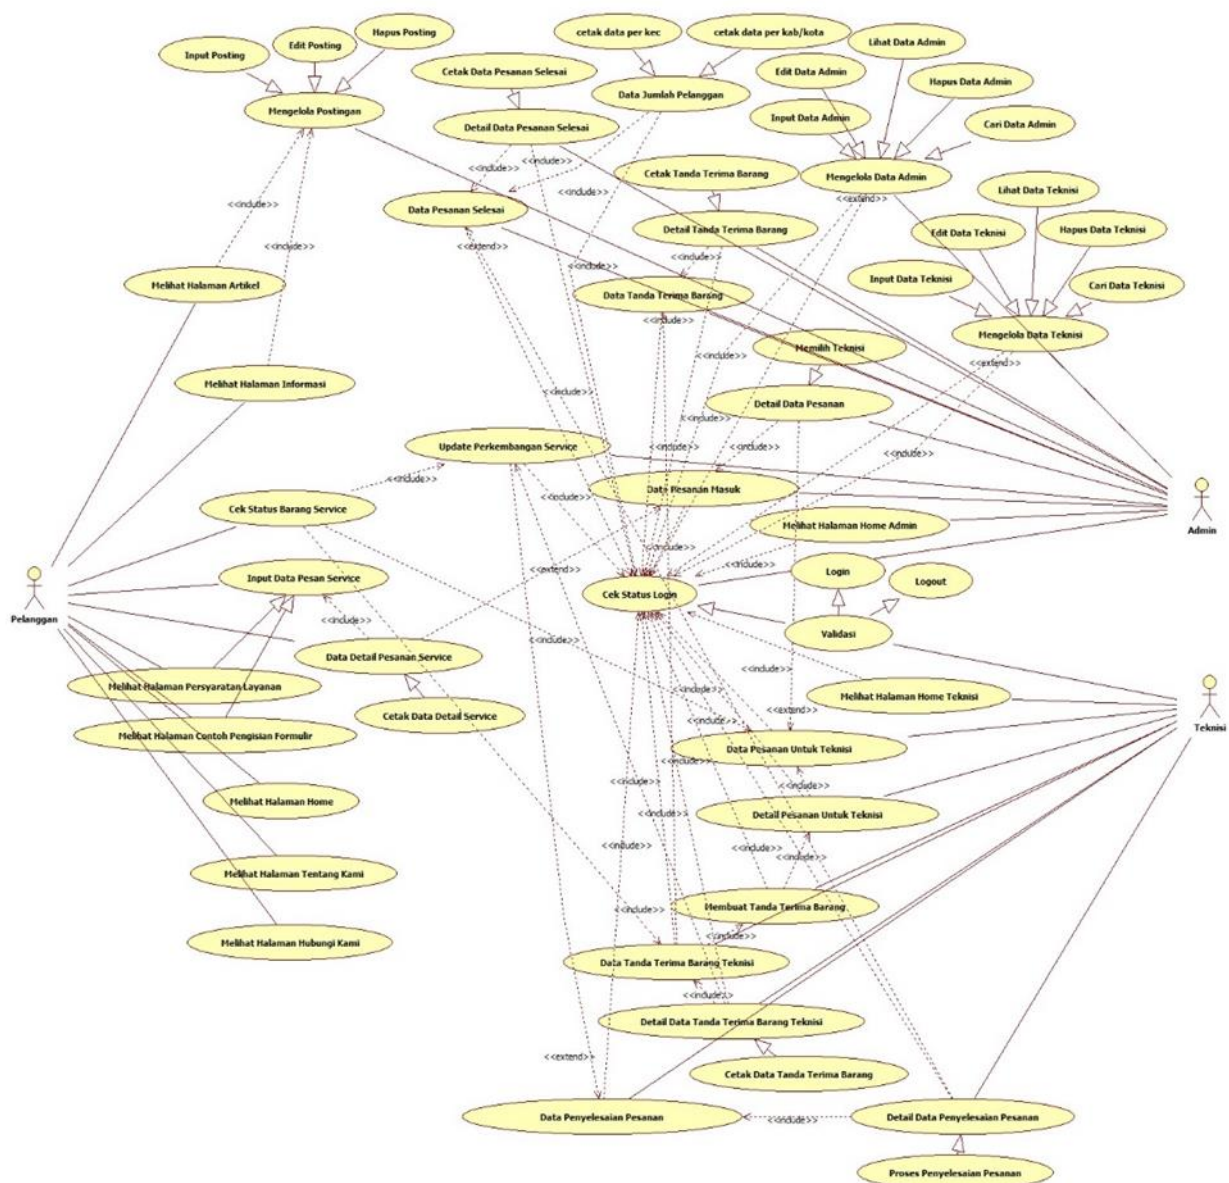 cetak data per kec
cetak data per kab/kota
Hapus Posting
Lihat Data Admin
Edit Posting
Input Posting
Cetak Data Pesanan Selesai
Edit Data Admin
Hapus Data Admin
Data Jumlah Pelanggan
Mengelola Postingan
Input Data Admin
Cari Data Admin
Detail Data Pesanan Selesai
<<include>>
<<include>>
Cetak Tanda Terima Barang
Mengelola Data Admin
Lihat Data Teknisi
<<include>>
<<extend>>
<<include>>
Data Pesanan Selesai
Detail Tanda Terima Barang
Edit Data Teknisi
Hapus Data Teknisi
<<include>>
<<extend>>
<<include>>
<<include>>
Input Data Teknisi
Cari Data Teknisi
Melihat Halaman Artikel
Data Tanda Terima Barang
<<include>>
Mengelola Data Teknisi
Memilih Teknisi
<<include>>
<<extend>>
Melihat Halaman Informasi
<<include>>
Detail Data Pesanan
<<include>>
Update Perkembangan Service
<<include>>
<<include>>
<<include>>
<<include>>
<<include>>
Data Pesanan Masuk
Admin
Cek Status Barang Service
<<include>>
Melihat Halaman Home Admin
<<include>>
<<extend>>
<<include>>
Login
Logout
Input Data Pesan Service
Cek Status Login
Pelanggan
<<include>>
Validasi
<<include>>
Data Detail Pesanan Service
<<include>>
<<include>>
Melihat Halaman Persyaratan Layanan
Melihat Halaman Home Teknisi
Cetak Data Detail Service
<<extend>>
Teknisi
Melihat Halaman Contoh Pengisian Formulir
<<include>>
Data Pesanan Untuk Teknisi
<<include>>
<<include>>
<<include>>
Melihat Halaman Home
Detail Pesanan Untuk Teknisi
<<include>>
<<include>>
<<include>>
<<include>>
Melihat Halaman Tentang Kami
Membuat Tanda Terima Barang
<<include>>
<<include>>
Melihat Halaman Hubungi Kami
Data Tanda Terima Barang Teknisi
<<include>>
Detail Data Tanda Terima Barang Teknisi
<<extend>>
Cetak Data Tanda Terima Barang
Data Penyelesaian Pesanan
<<include>>
Detail Data Penyelesaian Pesanan
Proses Penyelesaian Pesanan